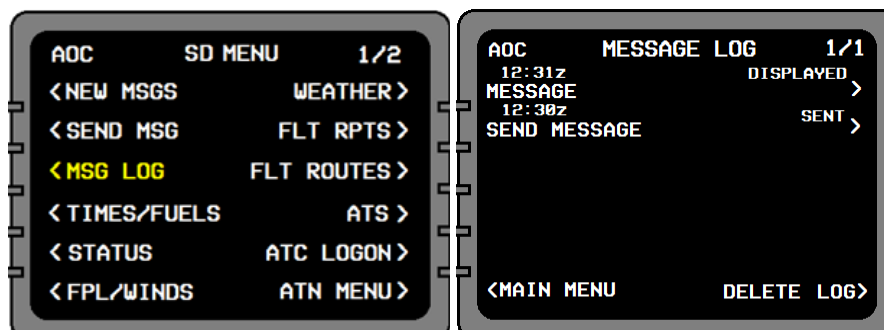 AOC SD MENU 1/2
<NEW MSGS WEATHER>
<SEND MSG FLT RPTS>
<MSG LOG FLT ROUTES>
<TIMES/FUELS ATS>
<STATUS ATC LOGON>
<FPL/WINDS ATN MENU>
AOC MESSAGE LOG 1/1
12:31z DISPLAYED
MESSAGE >
12:30z SENT
SEND MESSAGE >
<MAIN MENU DELETE LOG>